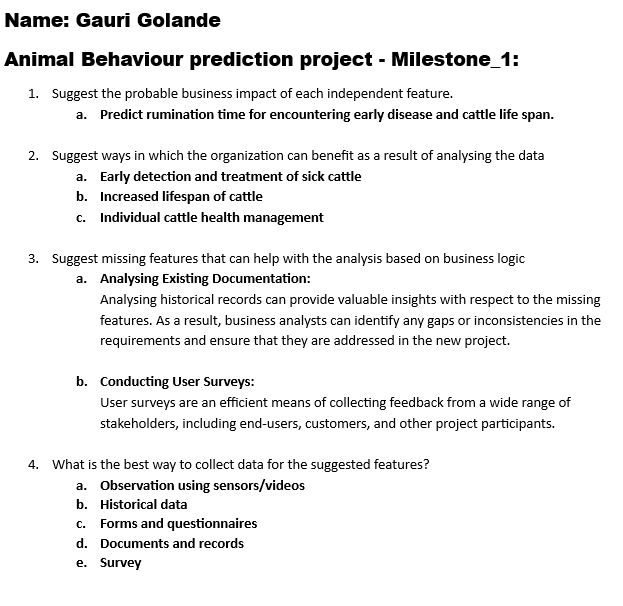 Name: Gauri Golande
Animal Behaviour prediction project - Milestone_1:
1. Suggest the probable business impact of each independent feature.
a. Predict rumination time for encountering early disease and cattle life span.
2. Suggest ways in which the organization can benefit as a result of analysing the data
a. Early detection and treatment of sick cattle
b. Increased lifespan of cattle
c. Individual cattle health management
3. Suggest missing features that can help with the analysis based on business logic
a. Analysing Existing Documentation:
Analysing historical records can provide valuable insights with respect to the missing
features. As a result, business analysts can identify any gaps or inconsistencies in the
requirements and ensure that they are addressed in the new project.
b. Conducting User Surveys:
User surveys are an efficient means of collecting feedback from a wide range of
stakeholders, including end-users, customers, and other project participants.
4. What is the best way to collect data for the suggested features?
a. Observation using sensors/videos
b. Historical data
c. Forms and questionnaires
d. Documents and records
e. Survey